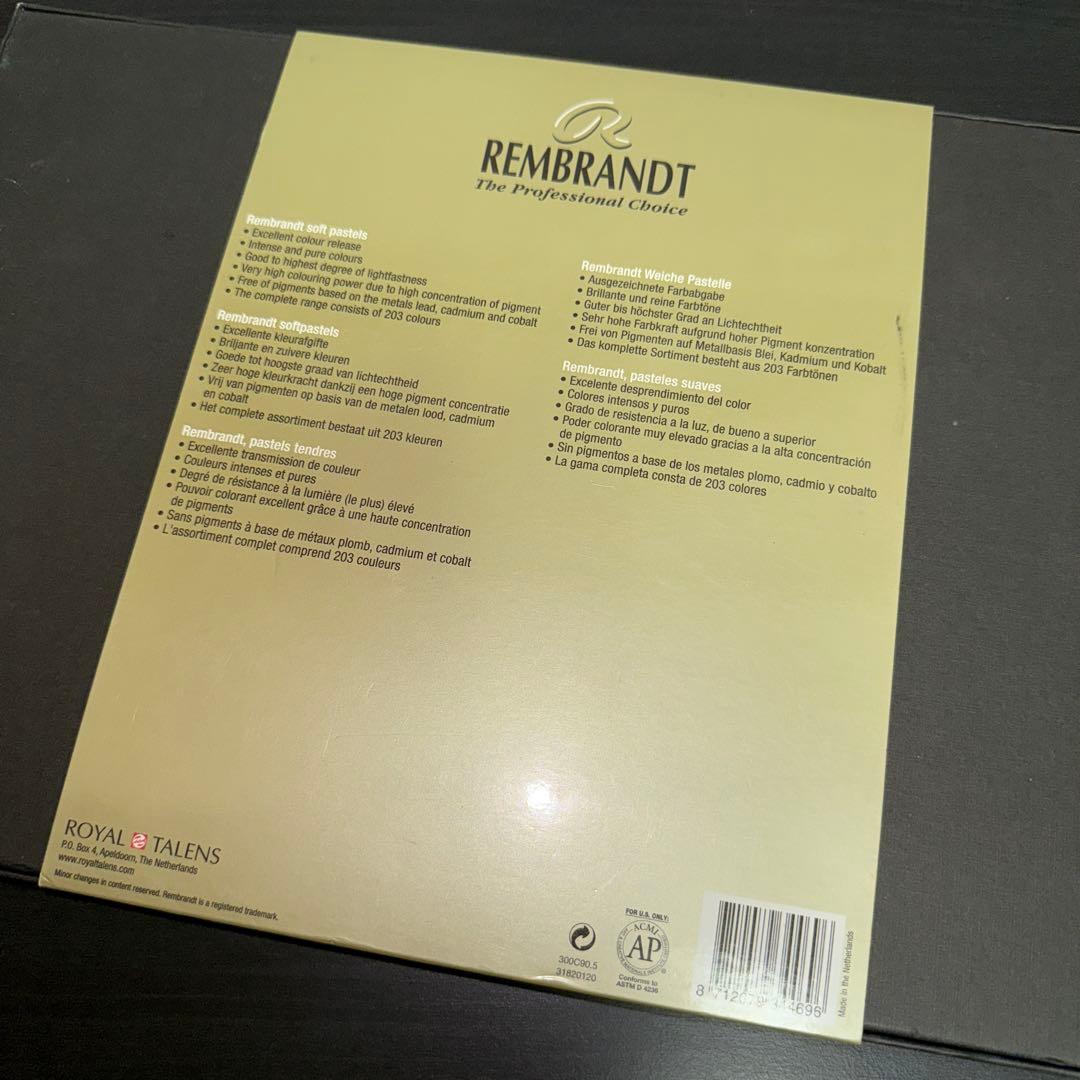 REMBRANDT
The Professional Choice
Rembrandt soft pastels
• Excellent colour release
• Intense and pure colours
• Good to highest degree of lightfastness
• Very high colouring power due to high concentration of pigment
• Free of pigments based on the metals lead, cadmium and cobalt
• The complete range consists of 203 colours
Rembrandt softpastels
• Excellente kleurafgifte
• Briljante en zuivere kleuren
• Goede tot hoogste graad van lichtechtheid
• Zeer hoge kleurkracht dankzij een hoge pigment concentratie
• Vrij van pigmenten op basis van de metalen lood, cadmium
en cobalt
• Het complete assortiment bestaat uit 203 kleuren
Rembrandt, pastels tendres
• Excellente transmission de couleur
• Couleurs intenses et pures
• Degré de résistance à la lumière (le plus) élevé
• Pouvoir colorant excellent grâce à une haute concentration
de pigments
• Sans pigments à base de métaux plomb, cadmium et cobalt
• L'assortiment complet comprend 203 couleurs
Rembrandt Weiche Pastelle
• Ausgezeichnete Farbabgabe
• Brillante und reine Farbtöne
• Guter bis höchster Grad an Lichtechtheit
• Sehr hohe Farbkraft aufgrund hoher Pigment konzentration
• Frei von Pigmenten auf Metallbasis Blei, Kadmium und Kobalt
• Das komplette Sortiment besteht aus 203 Farbtönen
Rembrandt, pasteles suaves
• Excelente desprendimiento del color
• Colores intensos y puros
• Grado de resistencia a la luz, de bueno a superior
• Poder colorante muy elevado gracias a la alta concentración
de pigmento
• Sin pigmentos a base de los metales plomo, cadmio y cobalto
• La gama completa consta de 203 colores
ROYAL TALENS
P.O. Box 4, Apeldoorn, The Netherlands
www.royaltalens.com
Minor changes in content reserved. Rembrandt is a registered trademark.
300C90.5
31820120
FOR U.S. ONLY:
ACMI
AP
Conforms to
ASTM D 4236
Made in the Netherlands